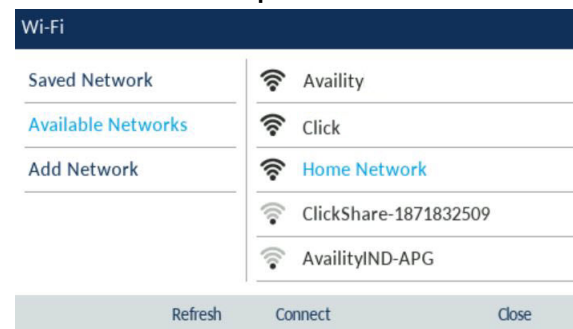 Wi-Fi
Saved Network
Available Networks
Add Network
Availity
Click
Home Network
ClickShare-1871832509
AvailityIND-APG
Refresh Connect Close